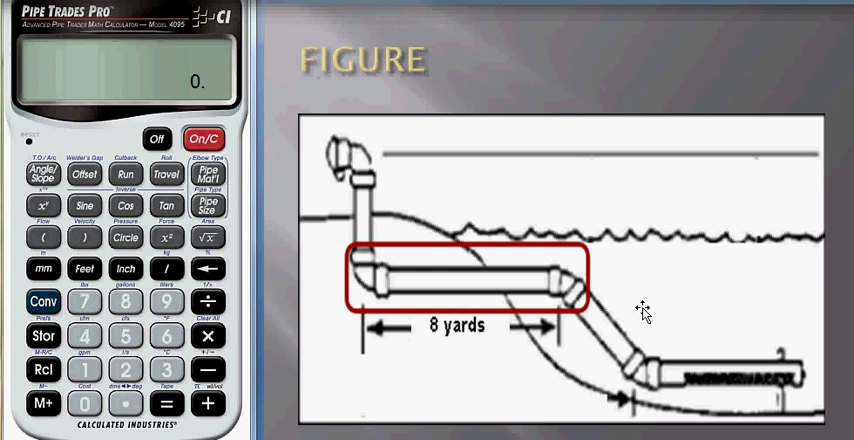 PIPE TRADES PRO™
ADVANCED PIPE TRADES MATH CALCULATOR — MODEL 4095
CI
0.
RESET
Off On/C
T.O./Arc Welder's Gap Cutback Roll Elbow Type
Angle/Slope Offset Run Travel Pipe Mat'l
xʸ Inverse Pipe Type
xʸ Sine Cos Tan Pipe Size
Flow Velocity Pressure Force Area
( ) Circle x² √x
m kg %
mm Feet Inch / ←
lbs gallons liters 1/x
Conv 7 8 9 ÷
Prefs cfm cfs °F Clear All
Stor 4 5 6 ×
M-R/C gpm l/s °C +/−
Rcl 1 2 3 −
M− Cost dms◄►deg Tape π
M+ 0 • = +
CALCULATED INDUSTRIES®
FIGURE
8 yards